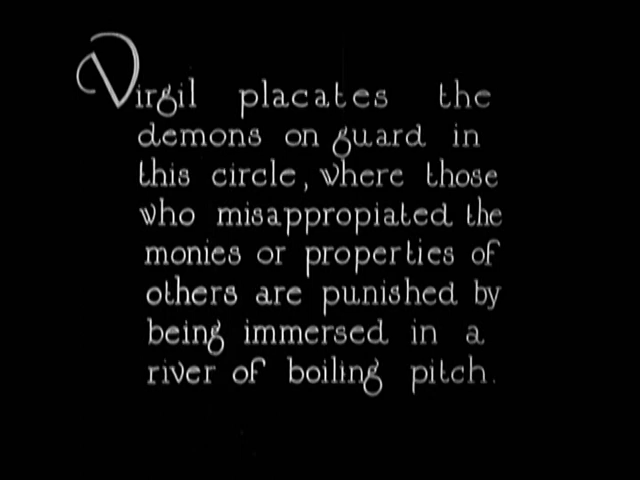 Virgil placates the
demons on guard in
this circle, where those
who misappropiated the
monies or properties of
others are punished by
being immersed in a
river of boiling pitch.